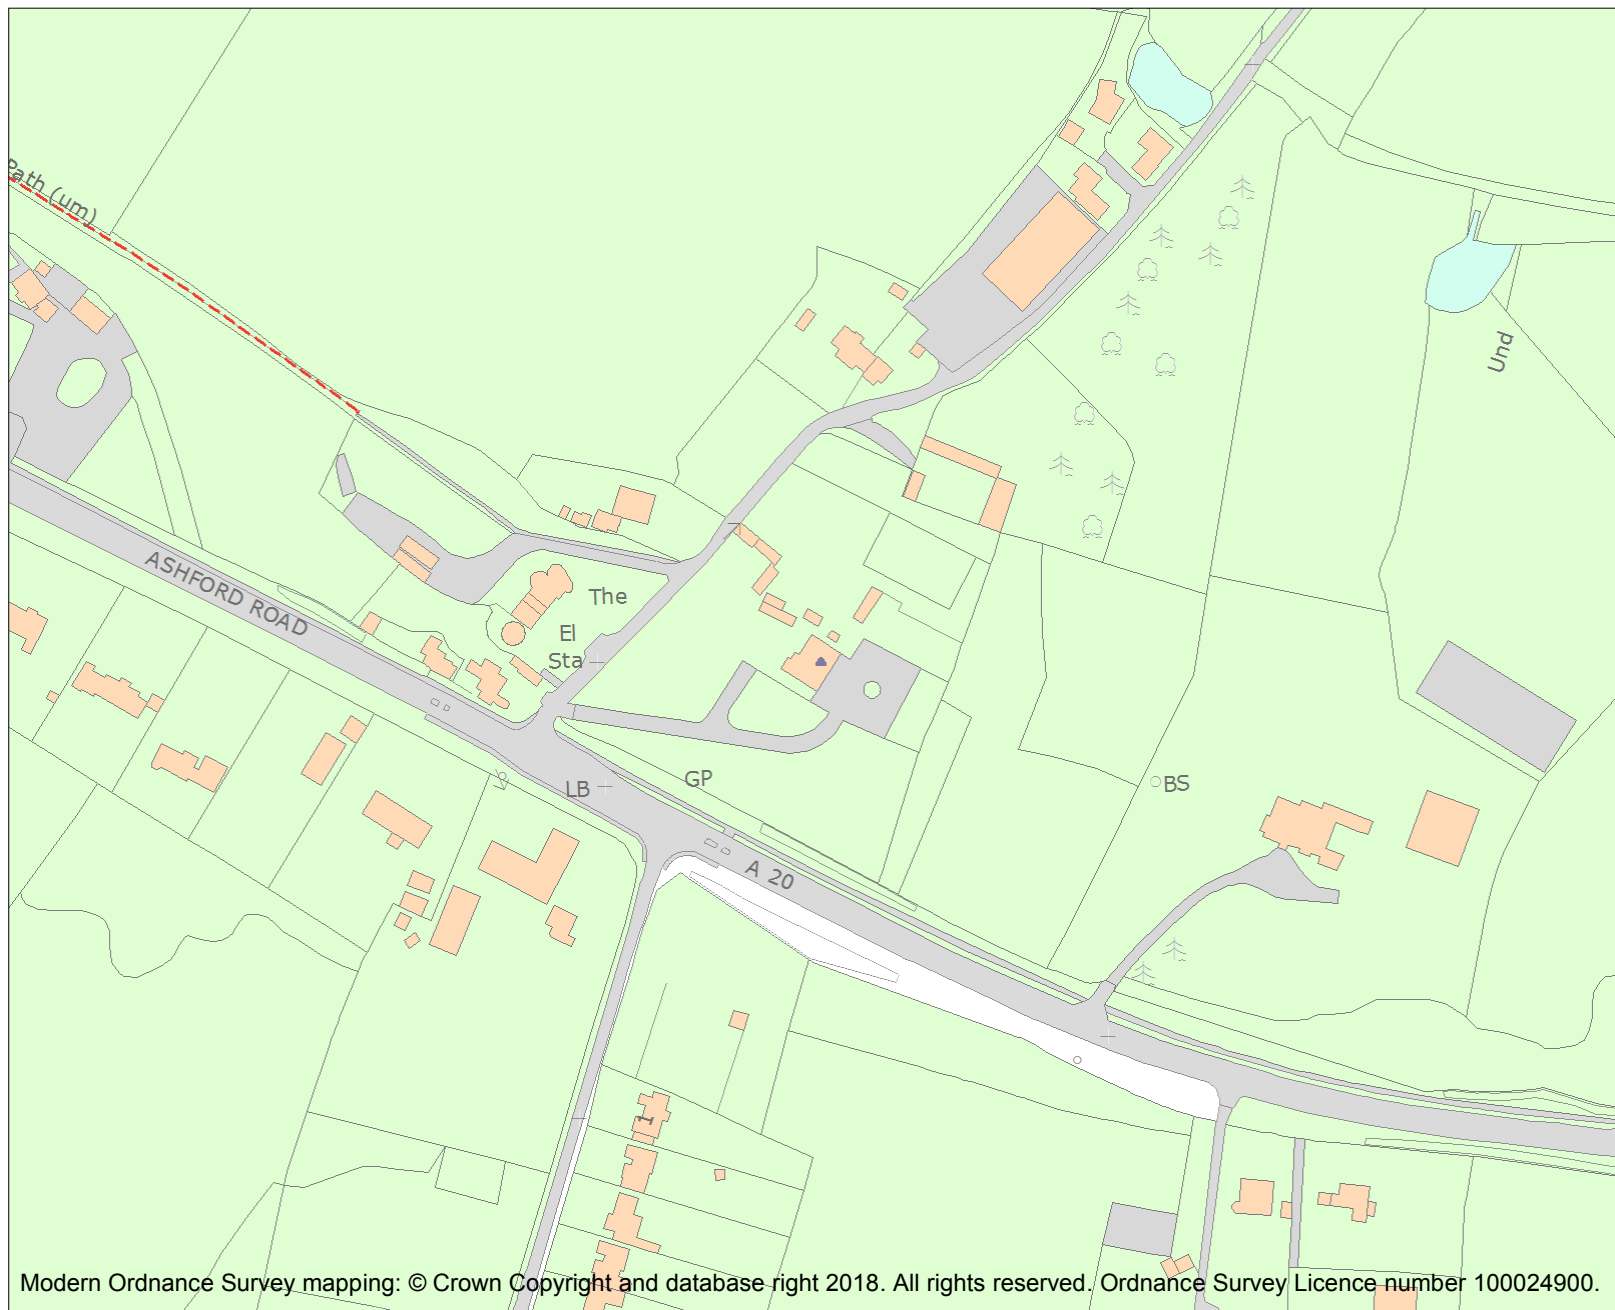 Path (um)
Und
ASHFORD ROAD
The
El
Sta
GP
LB
BS
A 20
1
Modern Ordnance Survey mapping: © Crown Copyright and database right 2018. All rights reserved. Ordnance Survey Licence number 100024900.